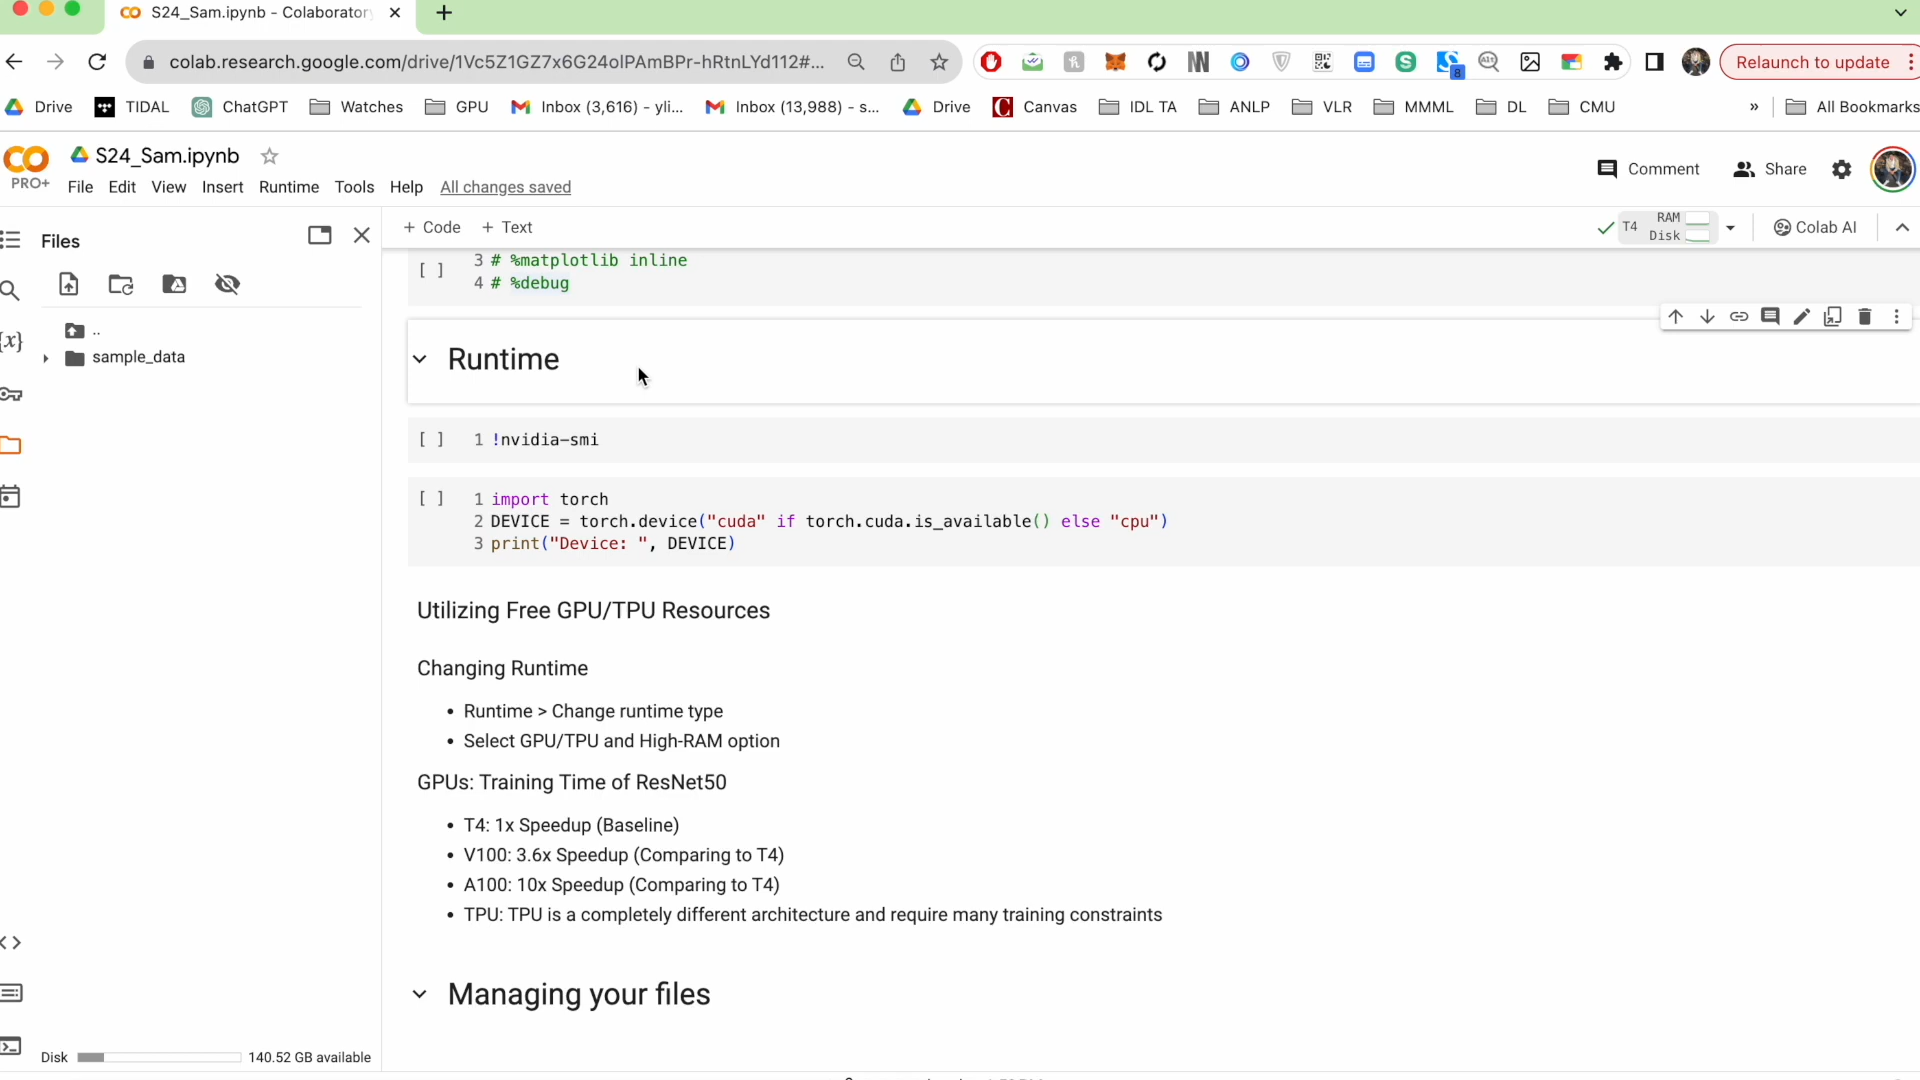 S24_Sam.ipynb - Colaboratory
colab.research.google.com/drive/1Vc5Z1GZ7x6G24olPAmBPr-hRtnLYd112#...
8
Relaunch to update
Drive
TIDAL
ChatGPT
Watches
GPU
Inbox (3,616) - yli...
Inbox (13,988) - s...
Drive
Canvas
IDL TA
ANLP
VLR
MMML
DL
CMU
»
All Bookmarks
PRO+
S24_Sam.ipynb
File Edit View Insert Runtime Tools Help All changes saved
Comment
Share
Files
+ Code + Text
T4
RAM
Disk
Colab AI
..
sample_data
[ ]
3 # %matplotlib inline
4 # %debug
Runtime
[ ] 1 !nvidia-smi
[ ] 1 import torch
2 DEVICE = torch.device("cuda" if torch.cuda.is_available() else "cpu")
3 print("Device: ", DEVICE)
Utilizing Free GPU/TPU Resources
Changing Runtime
• Runtime > Change runtime type
• Select GPU/TPU and High-RAM option
GPUs: Training Time of ResNet50
• T4: 1x Speedup (Baseline)
• V100: 3.6x Speedup (Comparing to T4)
• A100: 10x Speedup (Comparing to T4)
• TPU: TPU is a completely different architecture and require many training constraints
Managing your files
Disk
140.52 GB available